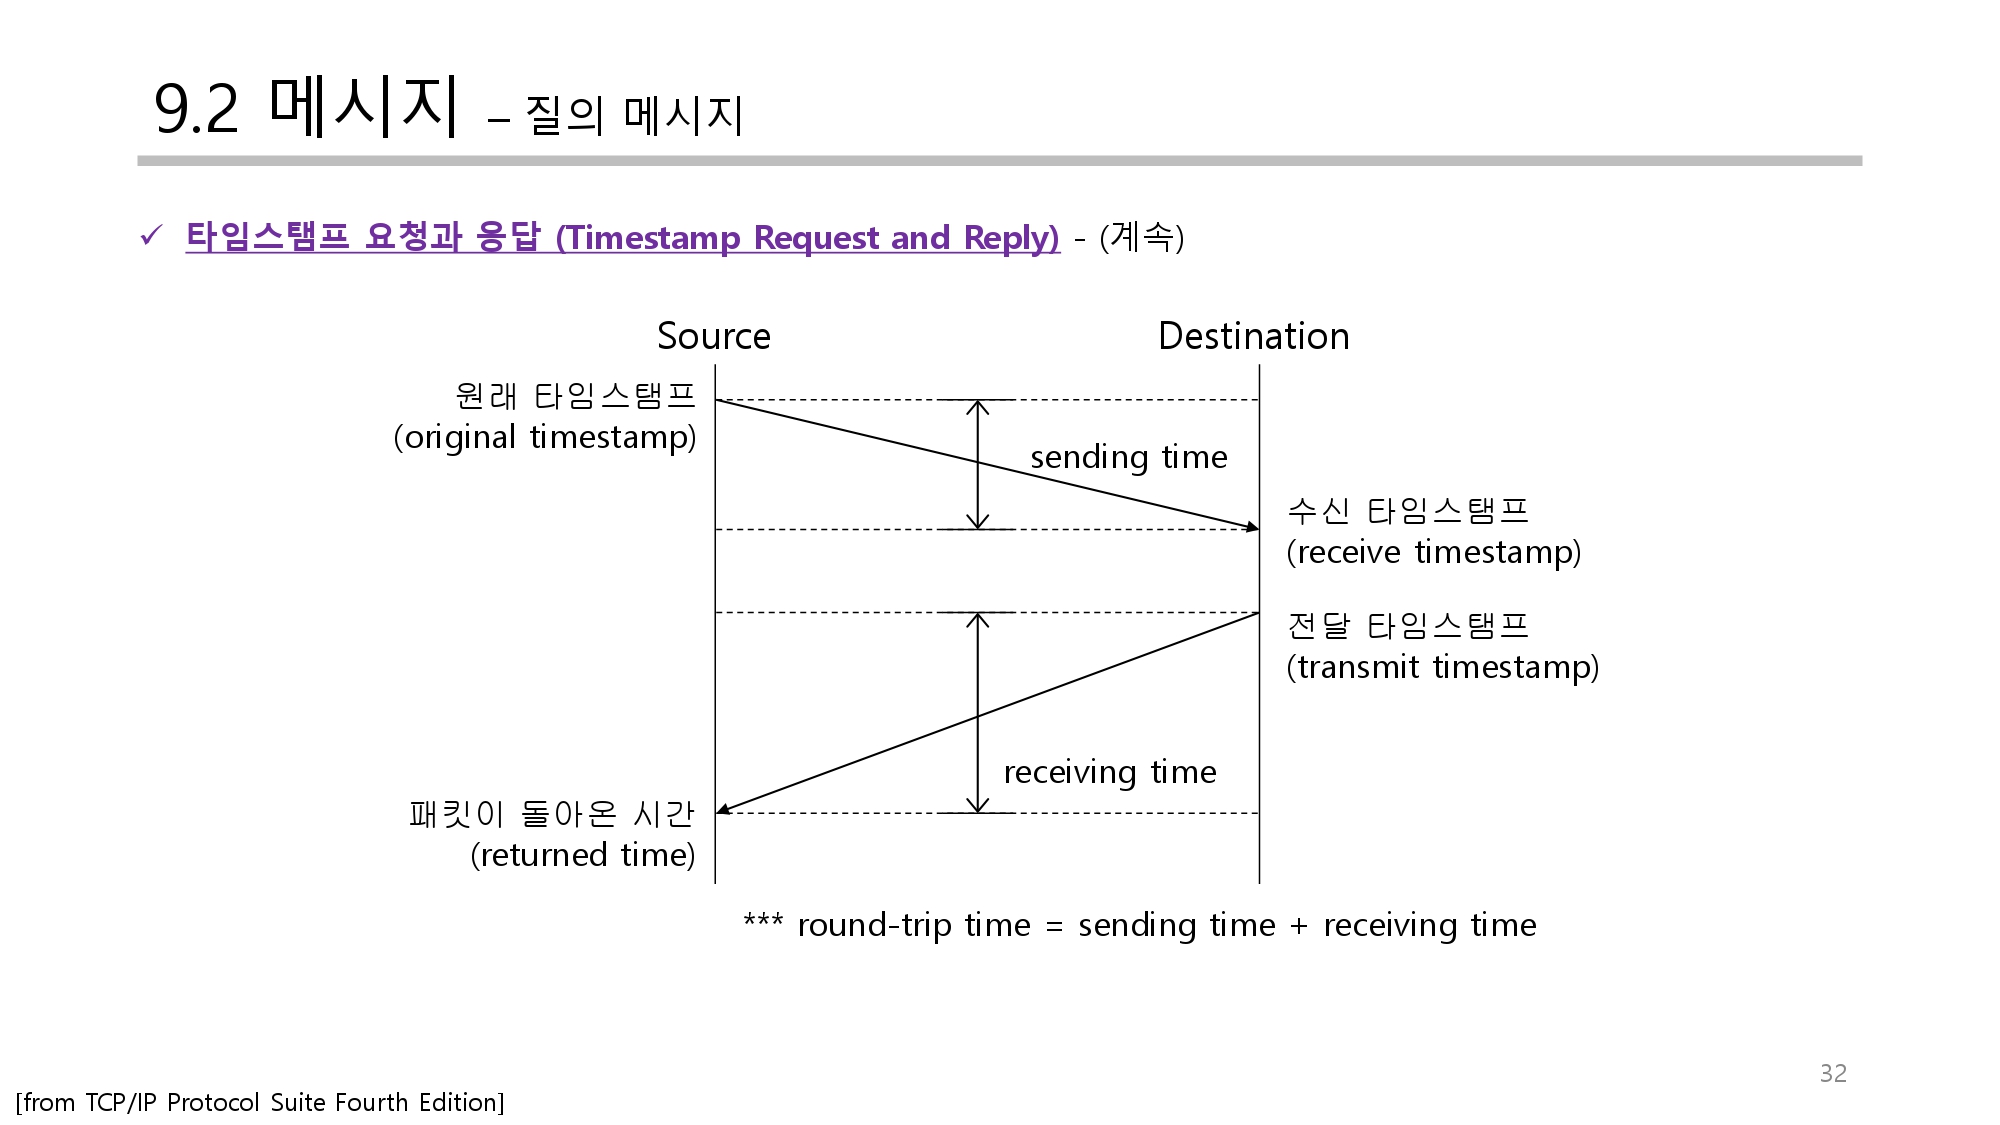 9.2 메시지 – 질의 메시지
✓ 타임스탬프 요청과 응답 (Timestamp Request and Reply) - (계속)
Source
Destination
원래 타임스탬프
(original timestamp)
sending time
수신 타임스탬프
(receive timestamp)
전달 타임스탬프
(transmit timestamp)
receiving time
패킷이 돌아온 시간
(returned time)
*** round-trip time = sending time + receiving time
32
[from TCP/IP Protocol Suite Fourth Edition]